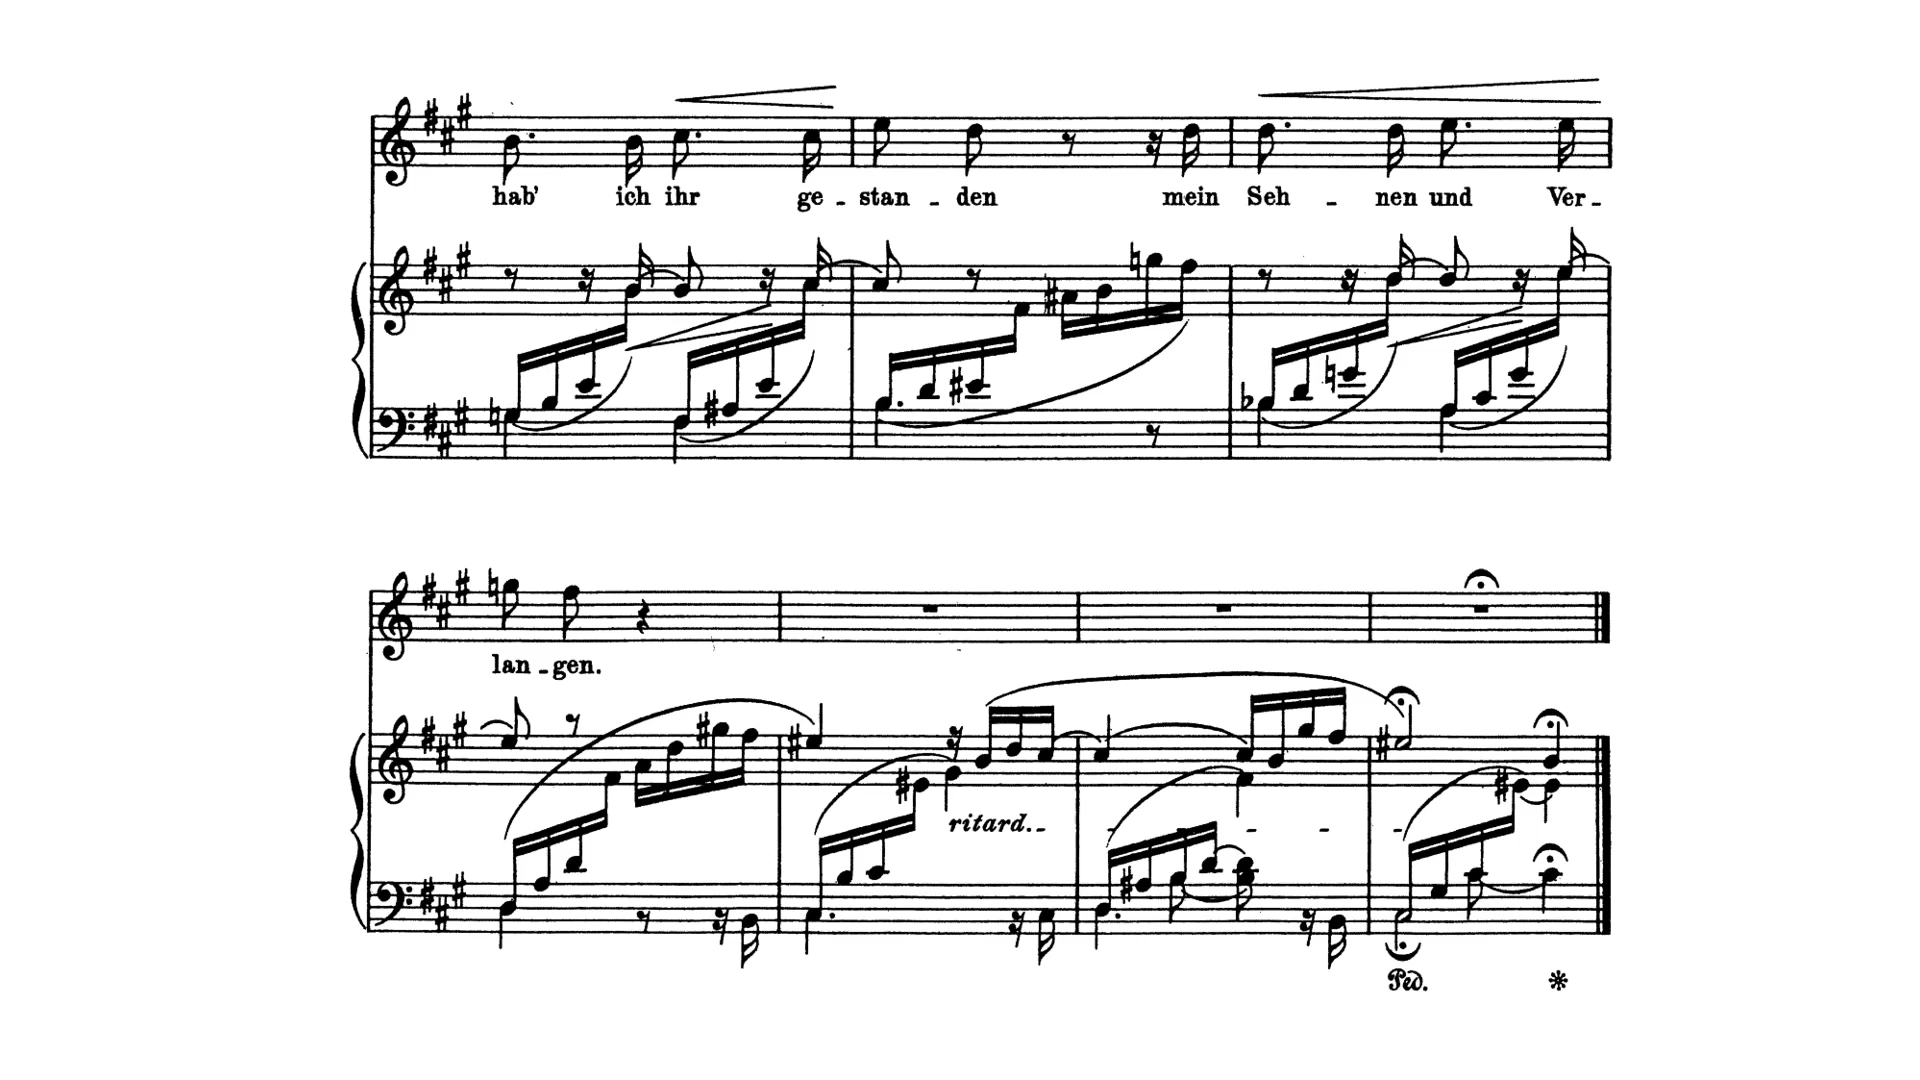 hab' ich ihr ge - stan - den mein Seh - nen und Ver -
lan - gen.
ritard. - - - - -
Ped. *